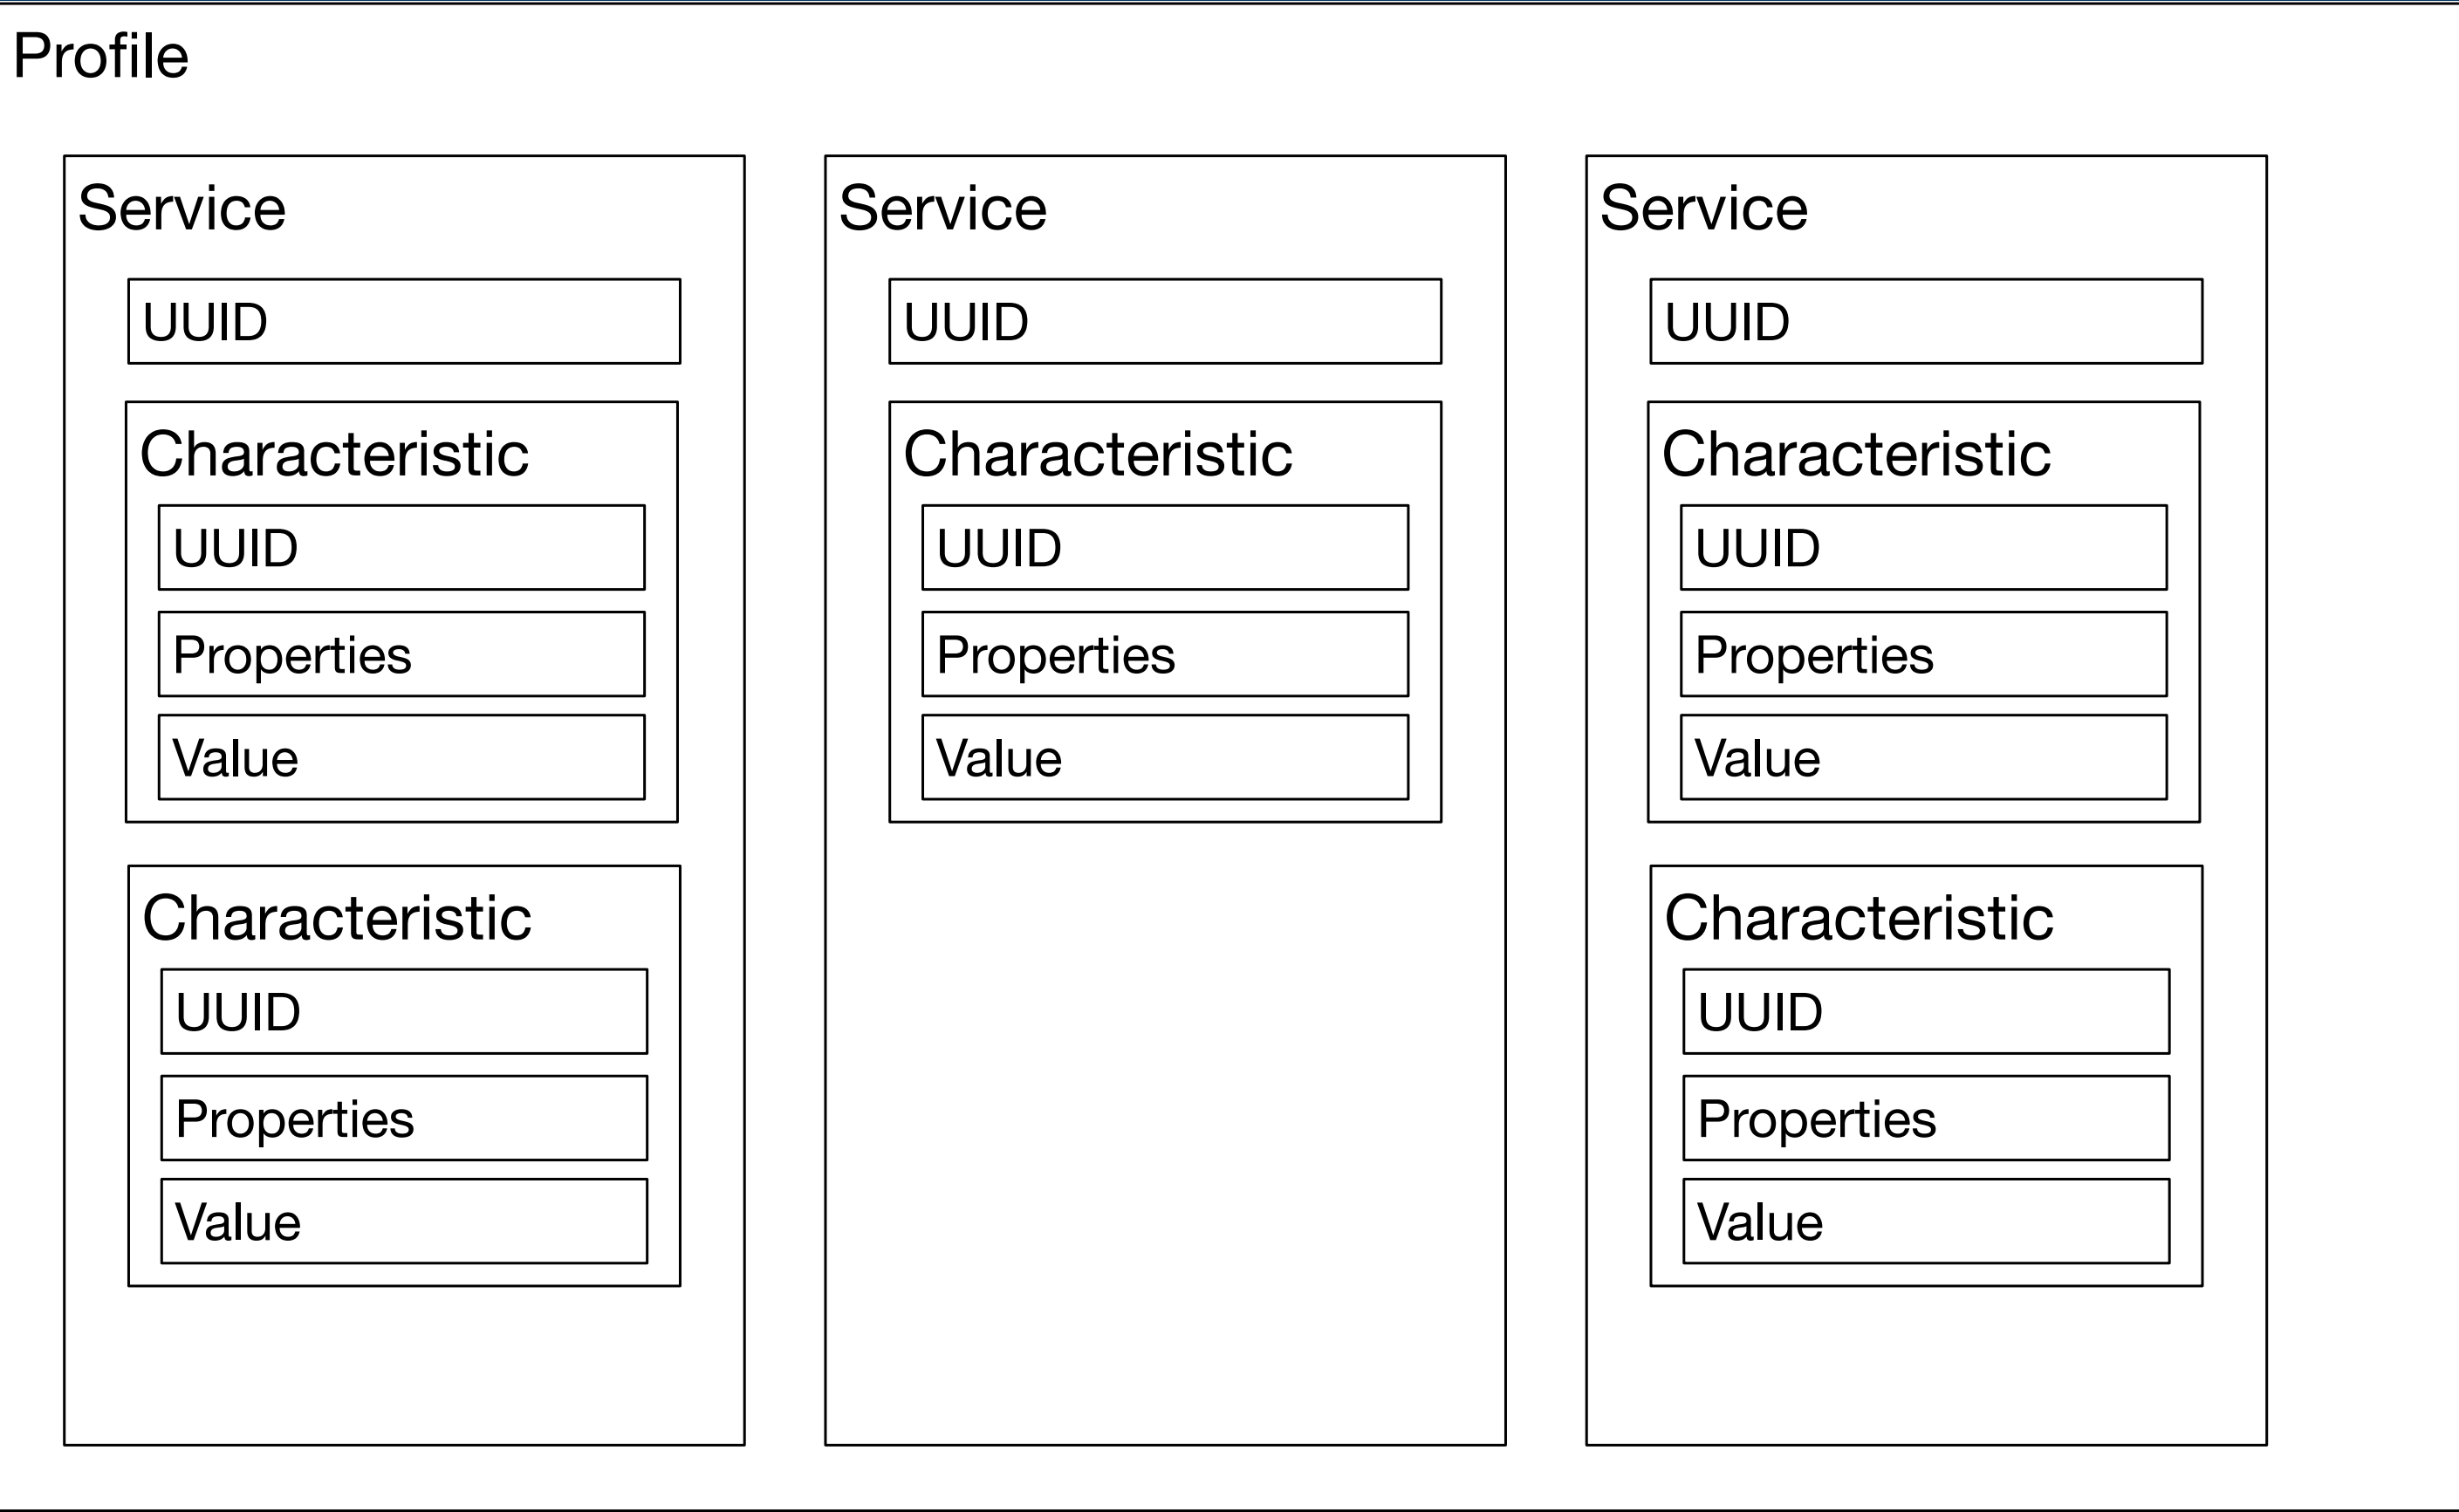 Profile
Service
UUID
Characteristic
UUID
Properties
Value
Characteristic
UUID
Properties
Value
Service
UUID
Characteristic
UUID
Properties
Value
Service
UUID
Characteristic
UUID
Properties
Value
Characteristic
UUID
Properties
Value